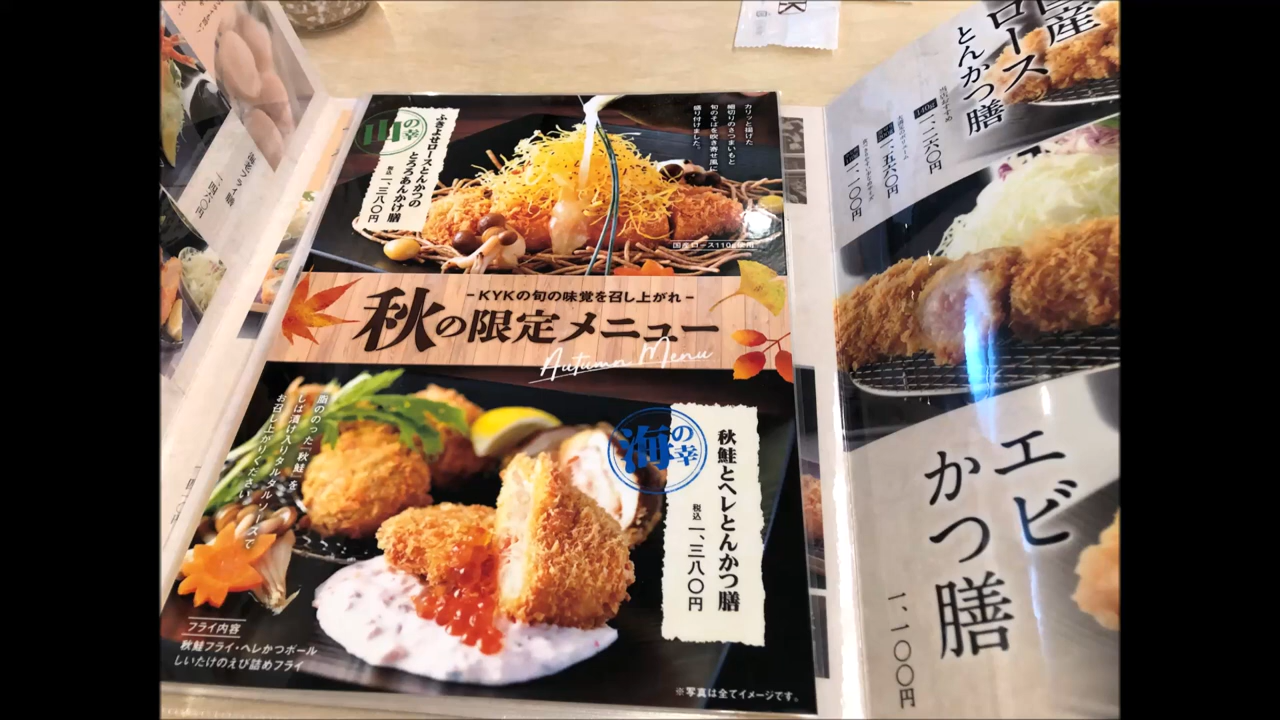 山の幸
ふきよせロースとんかつの
とろろあんかけ膳
税込 一、三八〇円
カリッと揚げた
細切りのさつまいもと
旬のそばを吹き寄せ風に
盛り付けました。
国産ロース110g使用
-KYKの旬の味覚を召し上がれ-
秋の限定メニュー
Autumn Menu
海の幸
秋鮭とヘレとんかつ膳
税込 一、三八〇円
脂ののった「秋鮭」を
しば漬け入りタルタルソースで
お召し上がりください。
フライ内容
秋鮭フライ・ヘレかつボール
しいたけのえび詰めフライ
※写真は全てイメージです。
国産
ロース
とんかつ膳
140g 一、二六〇円
一、五六〇円
一、一〇〇円
エビ
かつ膳
一、一〇〇円